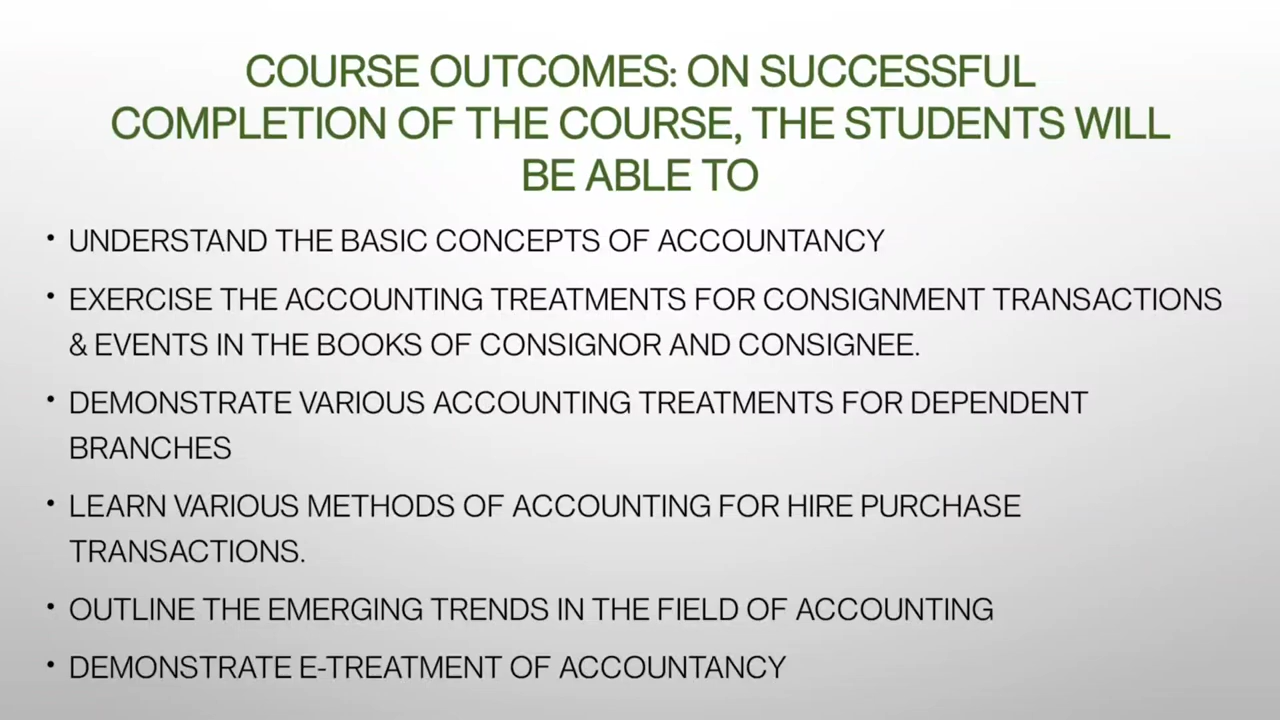 COURSE OUTCOMES: ON SUCCESSFUL
COMPLETION OF THE COURSE, THE STUDENTS WILL
BE ABLE TO
• UNDERSTAND THE BASIC CONCEPTS OF ACCOUNTANCY
• EXERCISE THE ACCOUNTING TREATMENTS FOR CONSIGNMENT TRANSACTIONS
& EVENTS IN THE BOOKS OF CONSIGNOR AND CONSIGNEE.
• DEMONSTRATE VARIOUS ACCOUNTING TREATMENTS FOR DEPENDENT
BRANCHES
• LEARN VARIOUS METHODS OF ACCOUNTING FOR HIRE PURCHASE
TRANSACTIONS.
• OUTLINE THE EMERGING TRENDS IN THE FIELD OF ACCOUNTING
• DEMONSTRATE E-TREATMENT OF ACCOUNTANCY